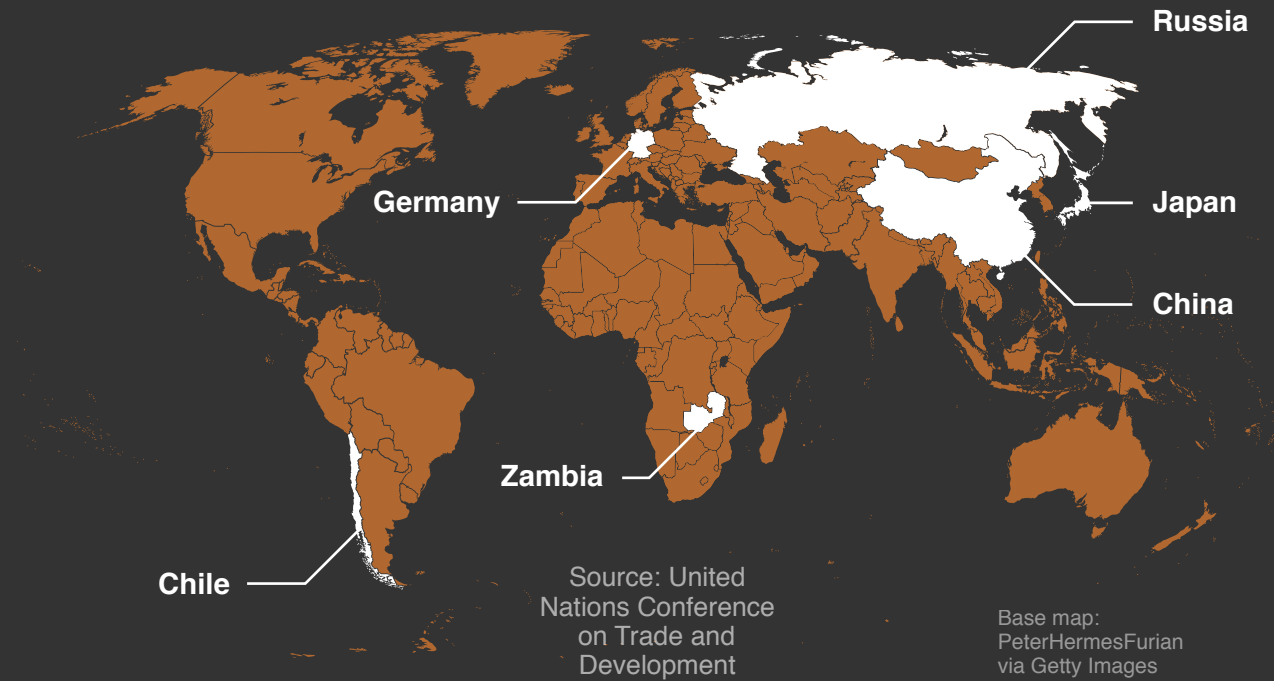 Russia
Germany
Japan
China
Zambia
Chile
Source: United
Nations Conference
on Trade and
Development
Base map:
PeterHermesFurian
via Getty Images